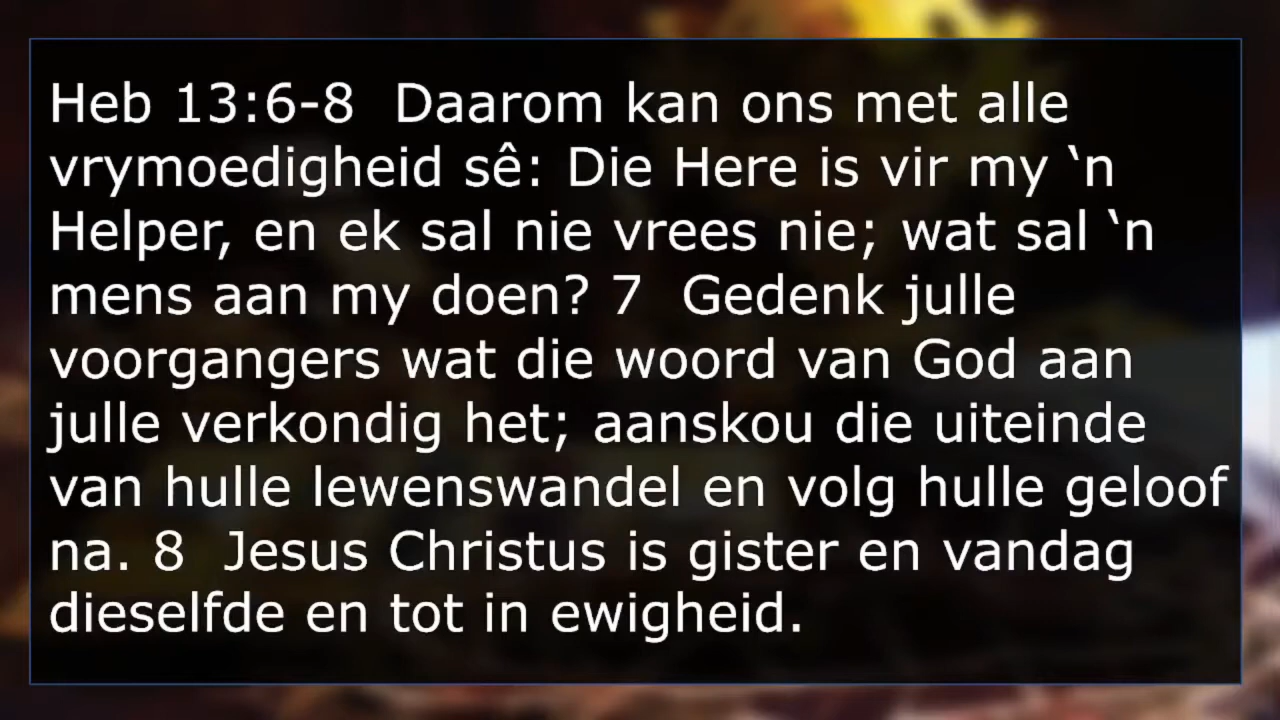 Heb 13:6-8  Daarom kan ons met alle
vrymoedigheid sê: Die Here is vir my ‛n
Helper, en ek sal nie vrees nie; wat sal ‛n
mens aan my doen? 7  Gedenk julle
voorgangers wat die woord van God aan
julle verkondig het; aanskou die uiteinde
van hulle lewenswandel en volg hulle geloof
na. 8  Jesus Christus is gister en vandag
dieselfde en tot in ewigheid.